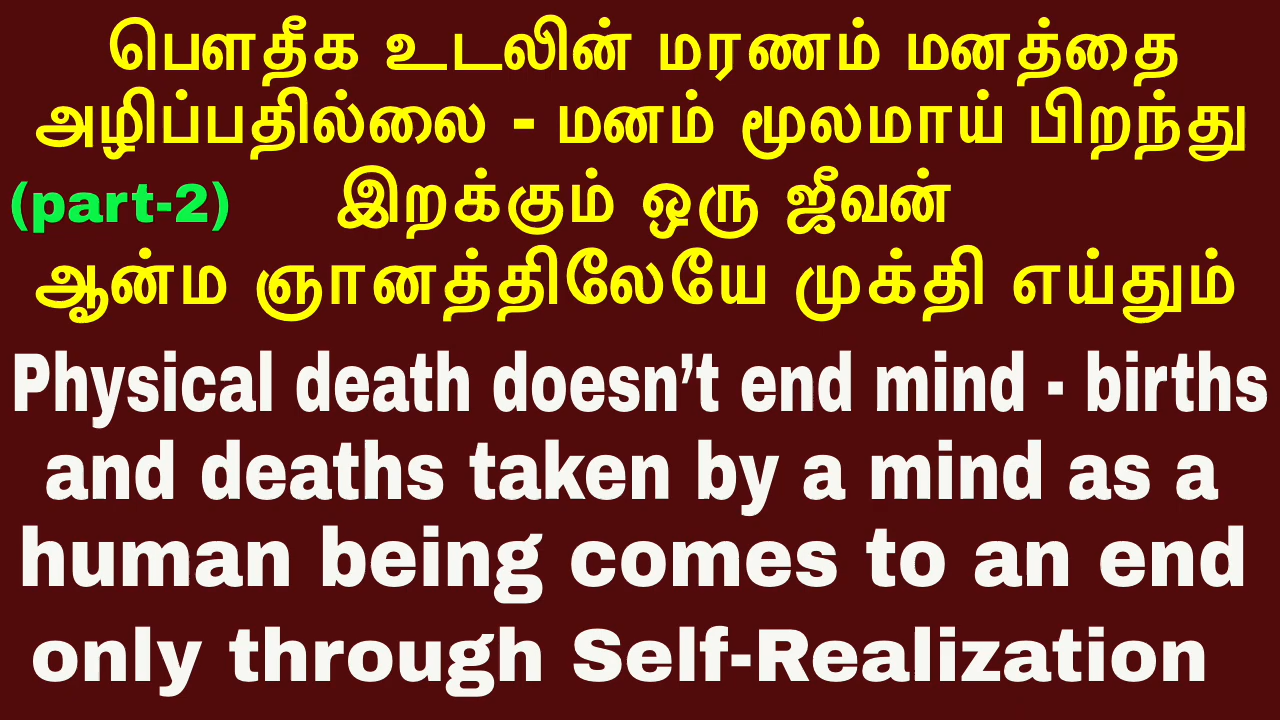 பௌதீக உடலின் மரணம் மனத்தை
அழிப்பதில்லை - மனம் மூலமாய் பிறந்து
(part-2) இறக்கும் ஒரு ஜீவன்
ஆன்ம ஞானத்திலேயே முக்தி எய்தும்
Physical death doesn’t end mind - births
and deaths taken by a mind as a
human being comes to an end
only through Self-Realization